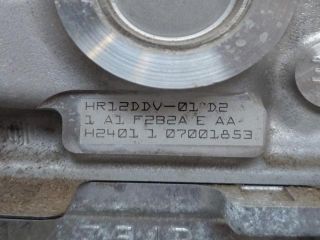 HR12DDV-01°D2
1 A1 F2B2A E AA
H2401 1 07001853